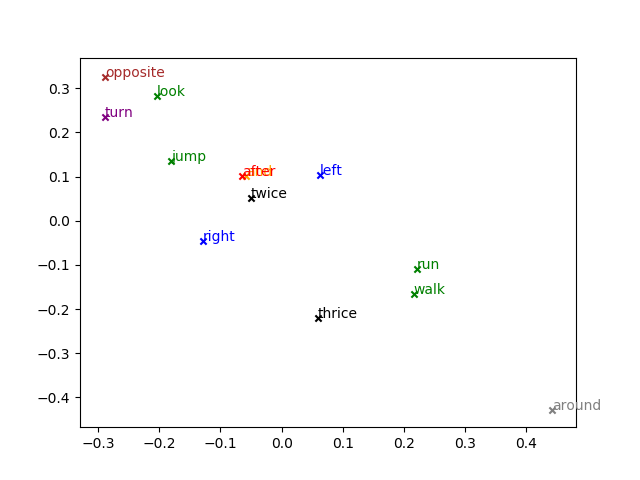 opposite
look
turn
jump
after
left
twice
right
run
walk
thrice
around
0.3
0.2
0.1
0.0
−0.1
−0.2
−0.3
−0.4
−0.3 −0.2 −0.1 0.0 0.1 0.2 0.3 0.4